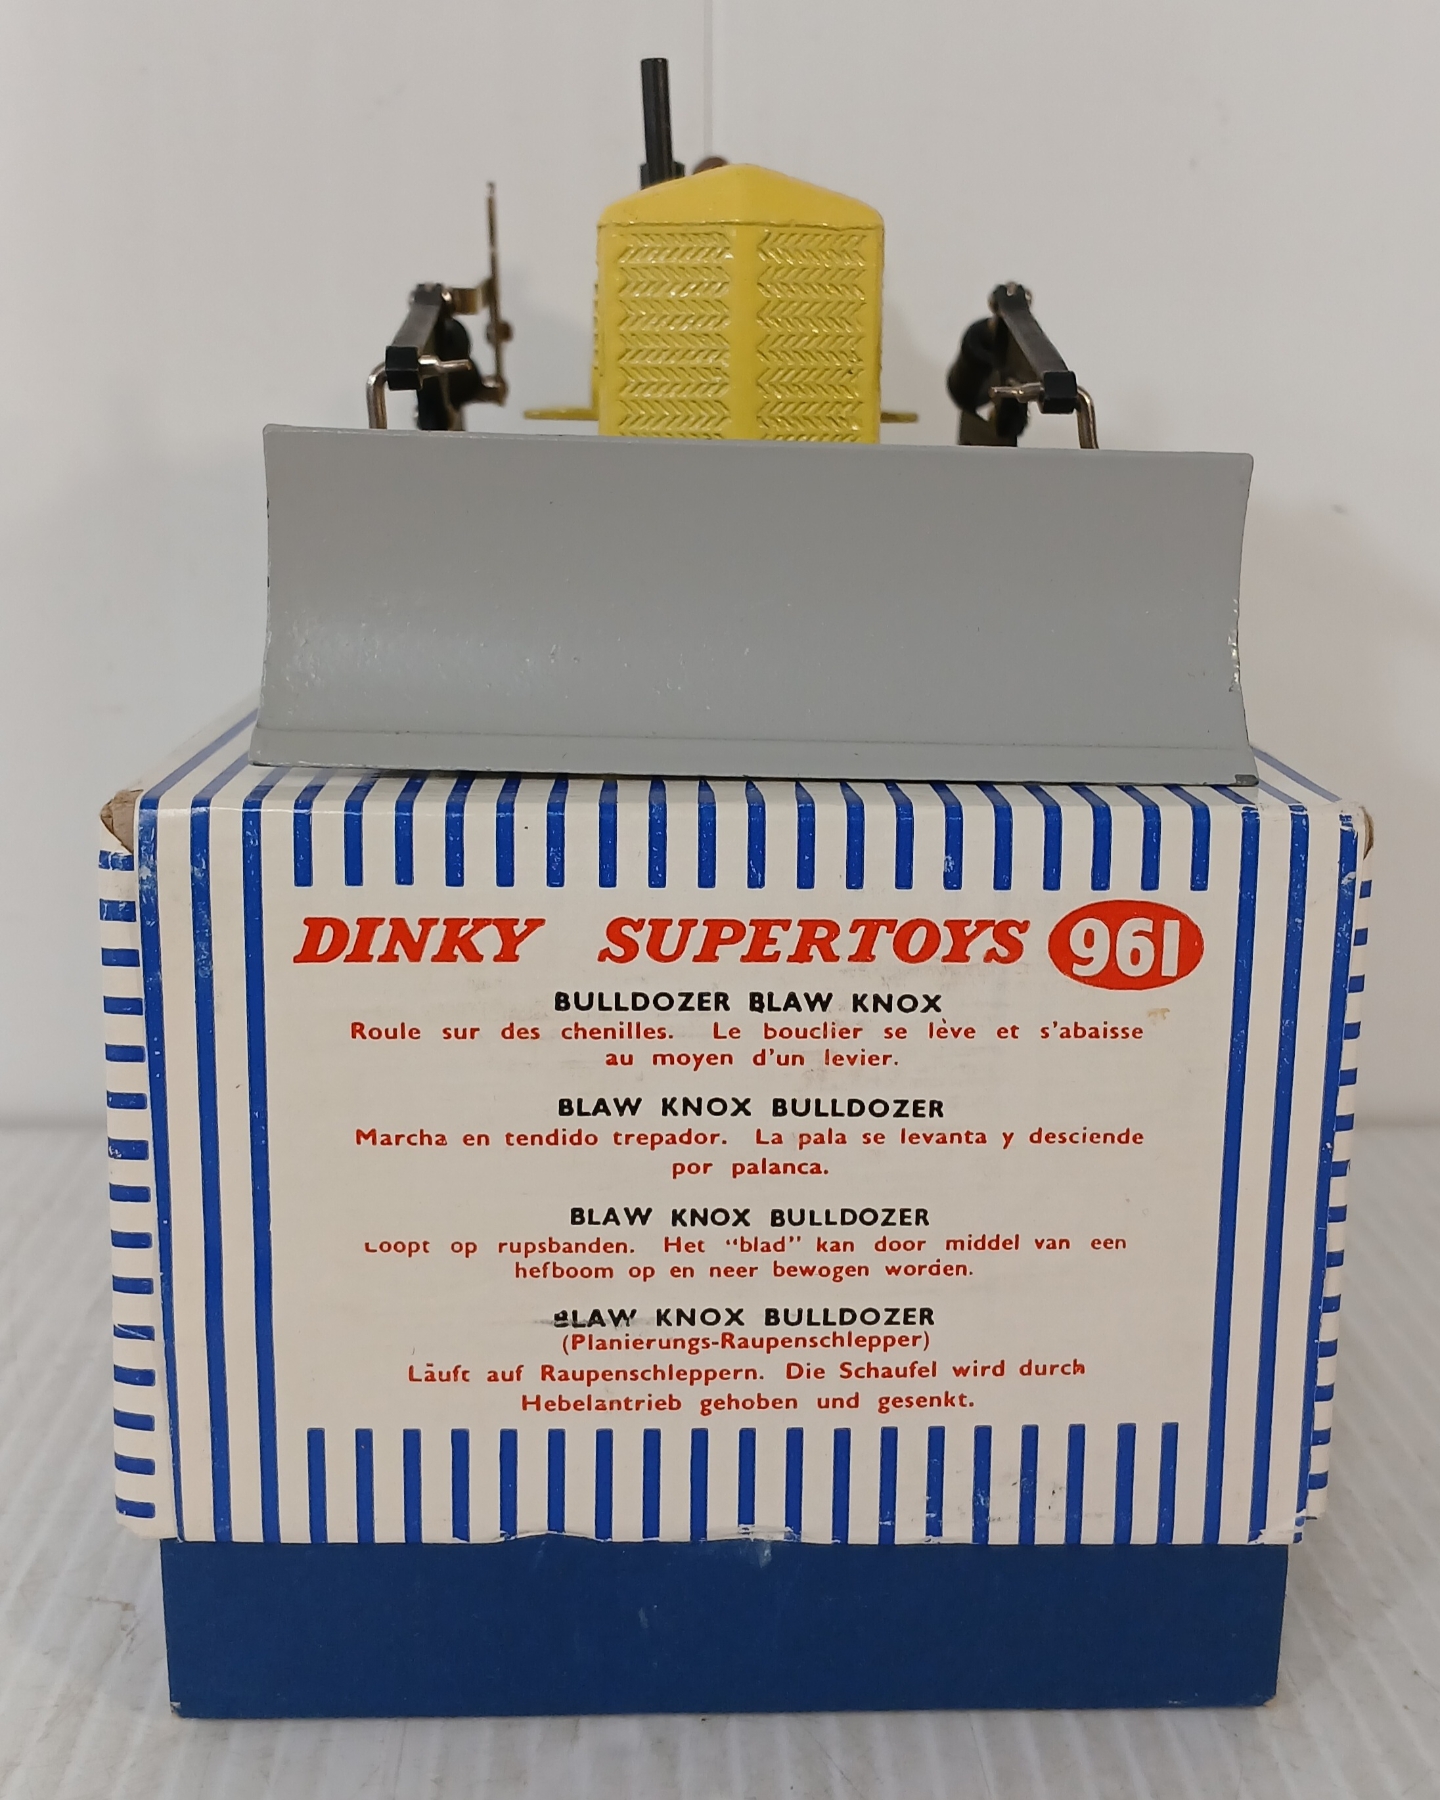 DINKY SUPERTOYS 961
BULLDOZER BLAW KNOX
Roule sur des chenilles. Le bouclier se lève et s'abaisse
au moyen d'un levier.
BLAW KNOX BULLDOZER
Marcha en tendido trepador. La pala se levanta y desciende
por palanca.
BLAW KNOX BULLDOZER
Loopt op rupsbanden. Het “blad” kan door middel van een
hefboom op en neer bewogen worden.
BLAW KNOX BULLDOZER
(Planierungs-Raupenschlepper)
Läuft auf Raupenschleppern. Die Schaufel wird durch
Hebelantrieb gehoben und gesenkt.